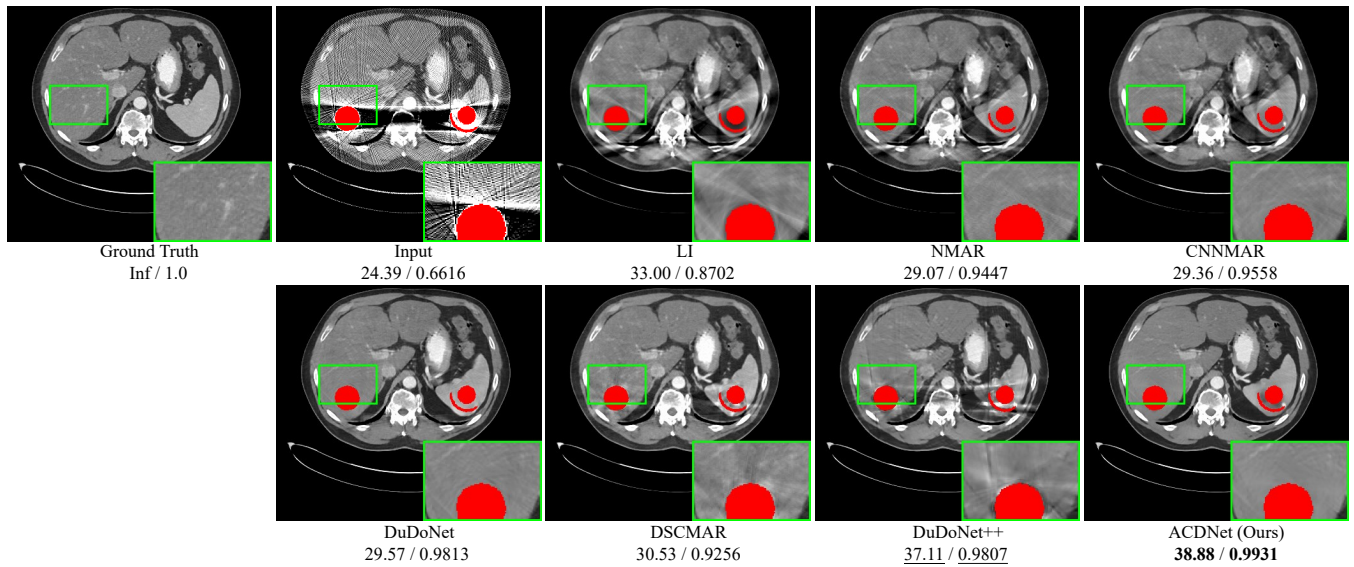 Ground Truth
Inf / 1.0
Input
24.39 / 0.6616
LI
33.00 / 0.8702
NMAR
29.07 / 0.9447
CNNMAR
29.36 / 0.9558
DuDoNet
29.57 / 0.9813
DSCMAR
30.53 / 0.9256
DuDoNet++
37.11 / 0.9807
ACDNet (Ours)
38.88 / 0.9931